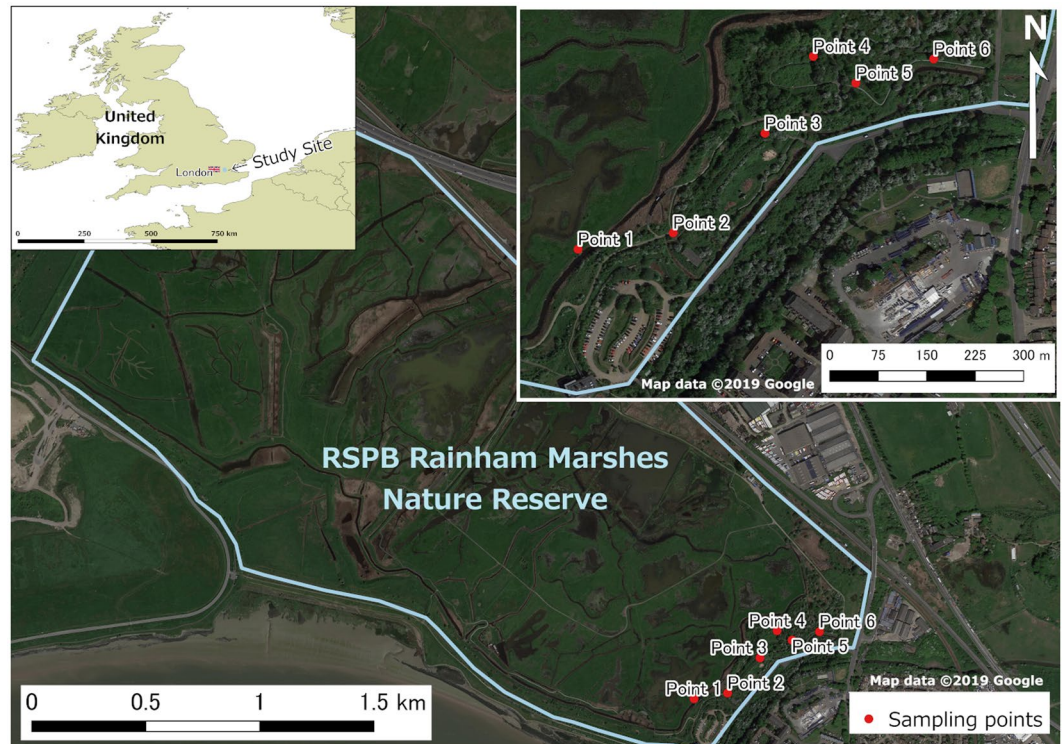 United
Kingdom
Study Site
London
0 250 500 750 km
N
Point 4
Point 6
Point 5
Point 3
Point 2
Point 1
0 75 150 225 300 m
Map data ©2019 Google
RSPB Rainham Marshes
Nature Reserve
Point 4
Point 6
Point 5
Point 3
Point 2
Point 1
Map data ©2019 Google
Sampling points
0 0.5 1 1.5 km